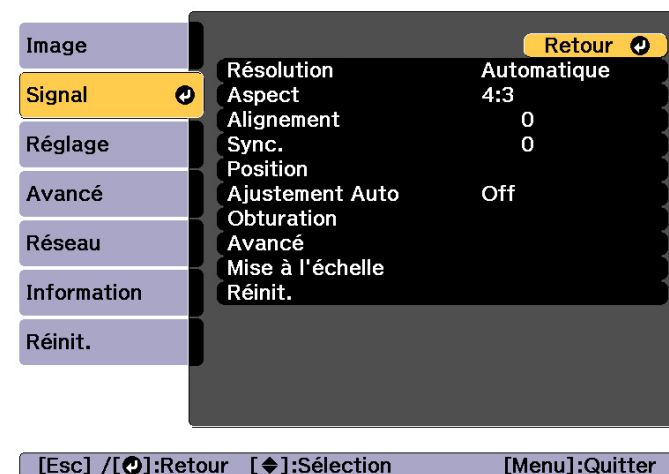 Image
Signal
Réglage
Avancé
Réseau
Information
Réinit.
Retour
Résolution Automatique
Aspect 4:3
Alignement 0
Sync. 0
Position
Ajustement Auto Off
Obturation
Avancé
Mise à l'échelle
Réinit.
[Esc] /[]:Retour []:Sélection [Menu]:Quitter